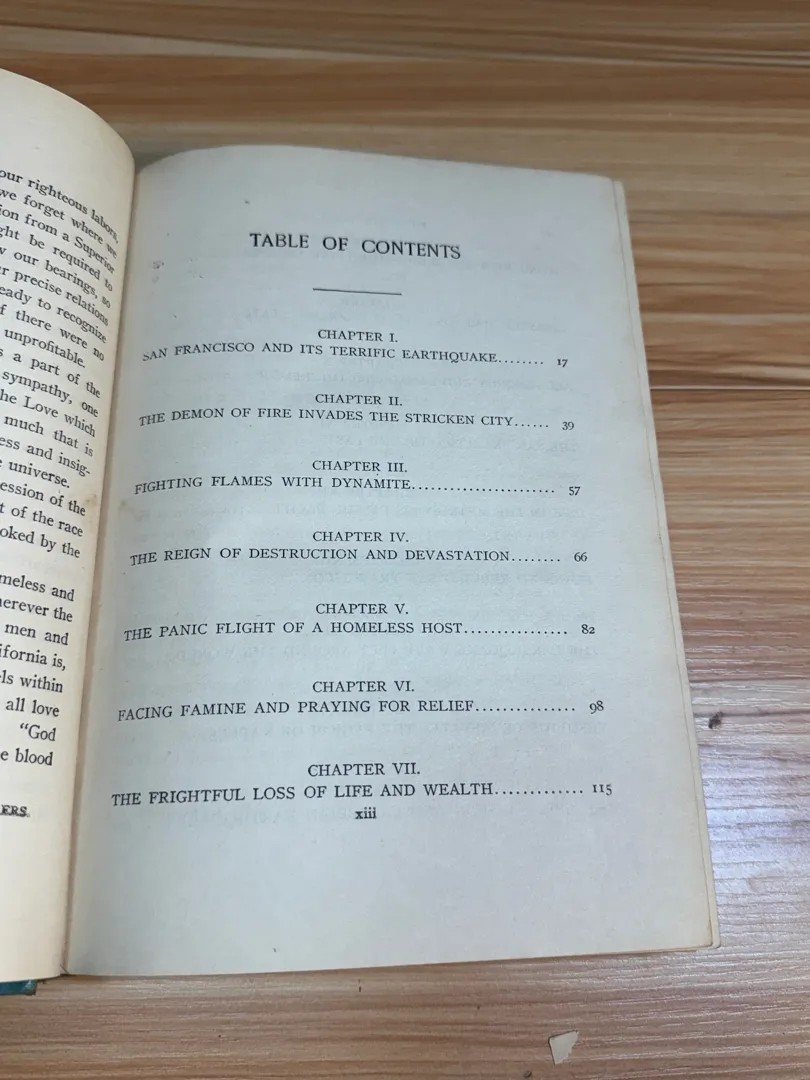 our righteous labors,
we forget where we
ion from a Superior
ght be required to
our bearings, so
r precise relations
eady to recognize
f there were no
unprofitable.
s a part of the
sympathy, one
he Love which
much that is
ess and insig-
e universe.
ession of the
t of the race
oked by the
meless and
herever the
men and
ifornia is,
ls within
all love
"God
e blood
ERS.
TABLE OF CONTENTS
CHAPTER I.
SAN FRANCISCO AND ITS TERRIFIC EARTHQUAKE........ 17
CHAPTER II.
THE DEMON OF FIRE INVADES THE STRICKEN CITY...... 39
CHAPTER III.
FIGHTING FLAMES WITH DYNAMITE....................... 57
CHAPTER IV.
THE REIGN OF DESTRUCTION AND DEVASTATION........ 66
CHAPTER V.
THE PANIC FLIGHT OF A HOMELESS HOST................ 82
CHAPTER VI.
FACING FAMINE AND PRAYING FOR RELIEF............... 98
CHAPTER VII.
THE FRIGHTFUL LOSS OF LIFE AND WEALTH............. 115
xiii